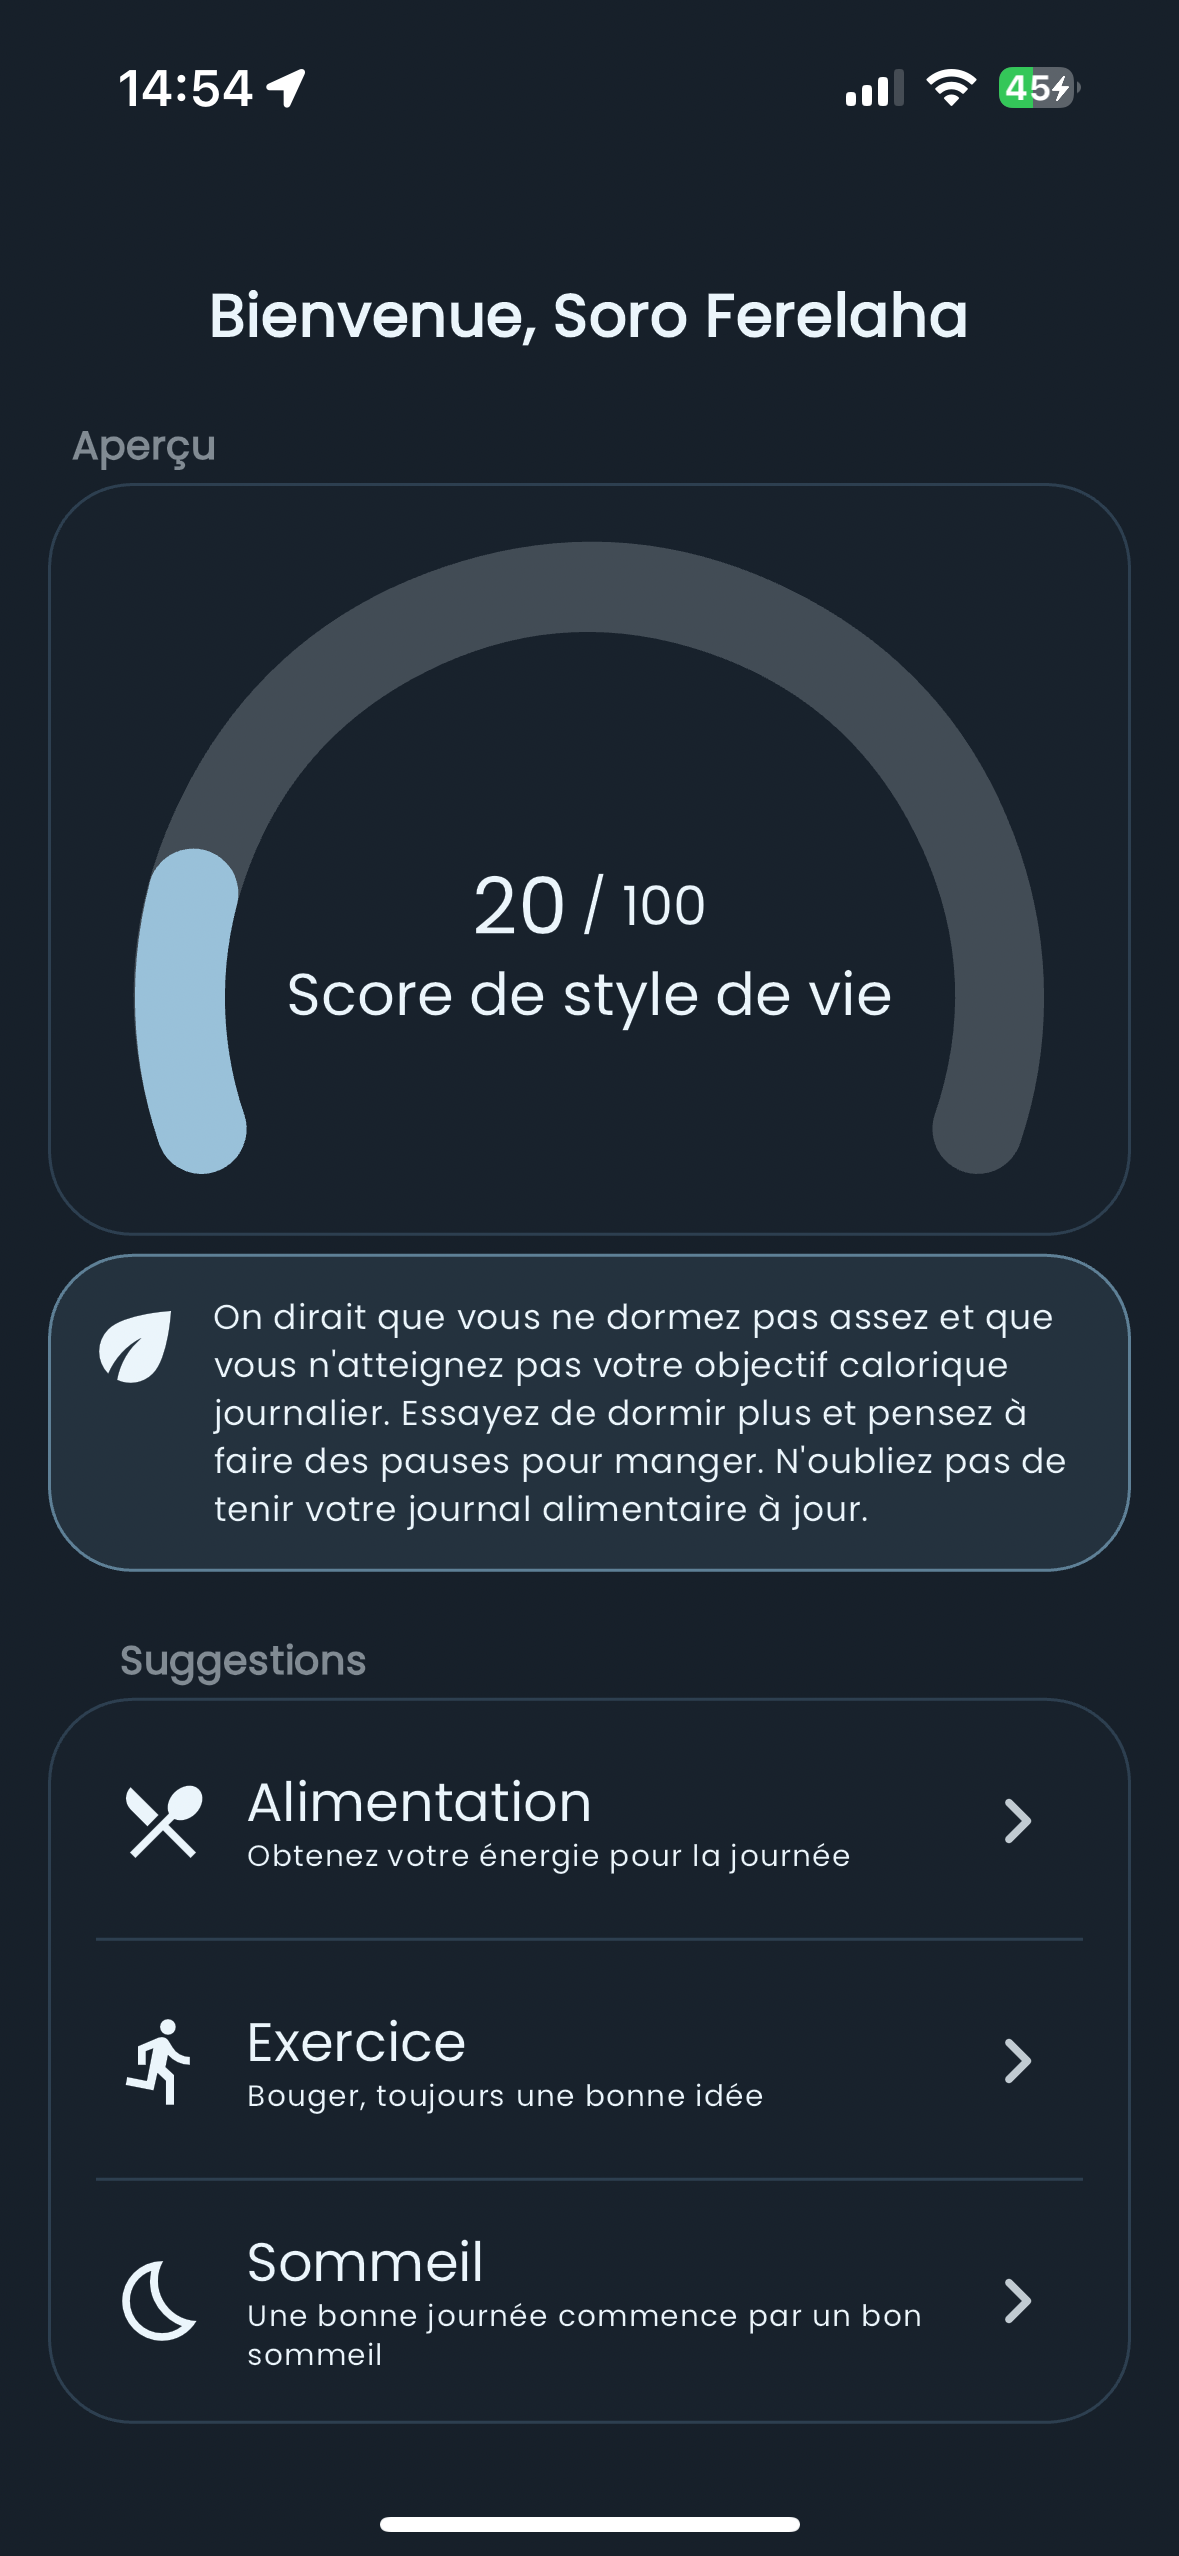 14:54
45
Bienvenue, Soro Ferelaha
Aperçu
20 / 100
Score de style de vie
On dirait que vous ne dormez pas assez et que
vous n'atteignez pas votre objectif calorique
journalier. Essayez de dormir plus et pensez à
faire des pauses pour manger. N'oubliez pas de
tenir votre journal alimentaire à jour.
Suggestions
Alimentation
Obtenez votre énergie pour la journée
Exercice
Bouger, toujours une bonne idée
Sommeil
Une bonne journée commence par un bon
sommeil